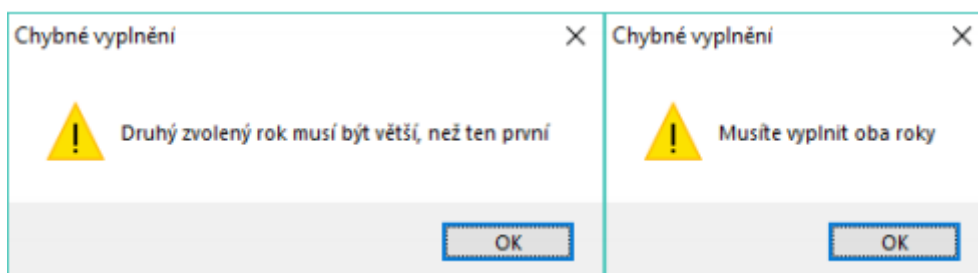 Chybné vyplnění
Druhý zvolený rok musí být větší, než ten první
OK
Chybné vyplnění
Musíte vyplnit oba roky
OK